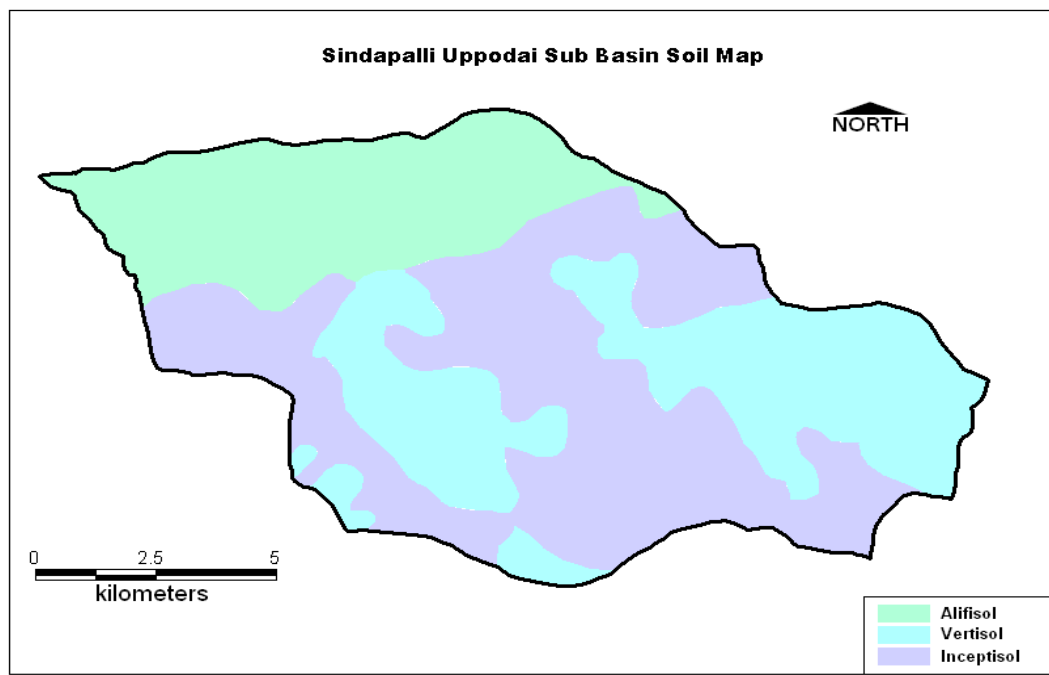 Sindapalli Uppodai Sub Basin Soil Map
NORTH
0 2.5 5
kilometers
Alifisol
Vertisol
Inceptisol